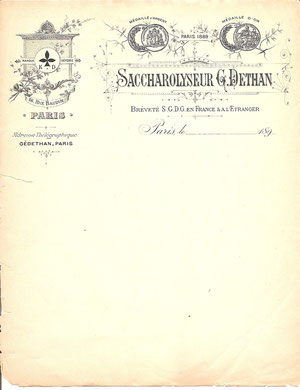 MÉDAILLE D'ARGENT
MÉDAILLE D'OR
PARIS 1889
SACCHAROLYSEUR G. DETHAN
BREVETÉ S.G.D.G. EN FRANCE & A L'ÉTRANGER
Paris, le 189
RUE BAUDIN
PARIS
Adresse Télégraphique
GÉDETHAN, PARIS